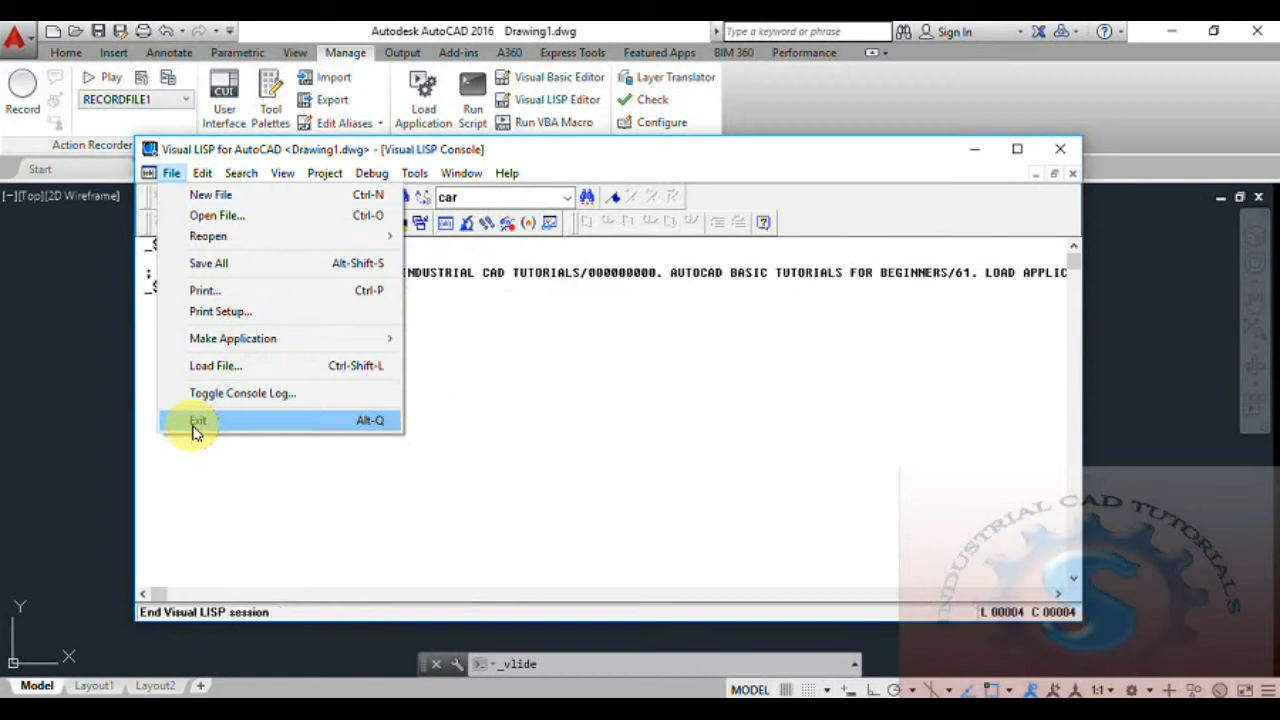 Autodesk AutoCAD 2016 Drawing1.dwg
Type a keyword or phrase
Sign In
Home Insert Annotate Parametric View Manage Output Add-ins A360 Express Tools Featured Apps BIM 360 Performance
Play
RECORDFILE1
Record
Action Recorder
CUI
User
Interface
Tool
Palettes
Import
Export
Edit Aliases
Load
Application
Run
Script
Visual Basic Editor
Visual LISP Editor
Run VBA Macro
Layer Translator
Check
Configure
Start
[−][Top][2D Wireframe]
Visual LISP for AutoCAD <Drawing1.dwg> - [Visual LISP Console]
File Edit Search View Project Debug Tools Window Help
car
New File Ctrl-N
Open File... Ctrl-O
Reopen
Save All Alt-Shift-S
Print... Ctrl-P
Print Setup...
Make Application
Load File... Ctrl-Shift-L
Toggle Console Log...
Exit Alt-Q
_$
; NDUSTRIAL CAD TUTORIALS/000000000. AUTOCAD BASIC TUTORIALS FOR BEGINNERS/61. LOAD APPLIC
_$
End Visual LISP session
L 00004 C 00004
INDUSTRIAL CAD TUTORIALS
S
Y
X
_vlide
Model Layout1 Layout2 +
MODEL
1:1